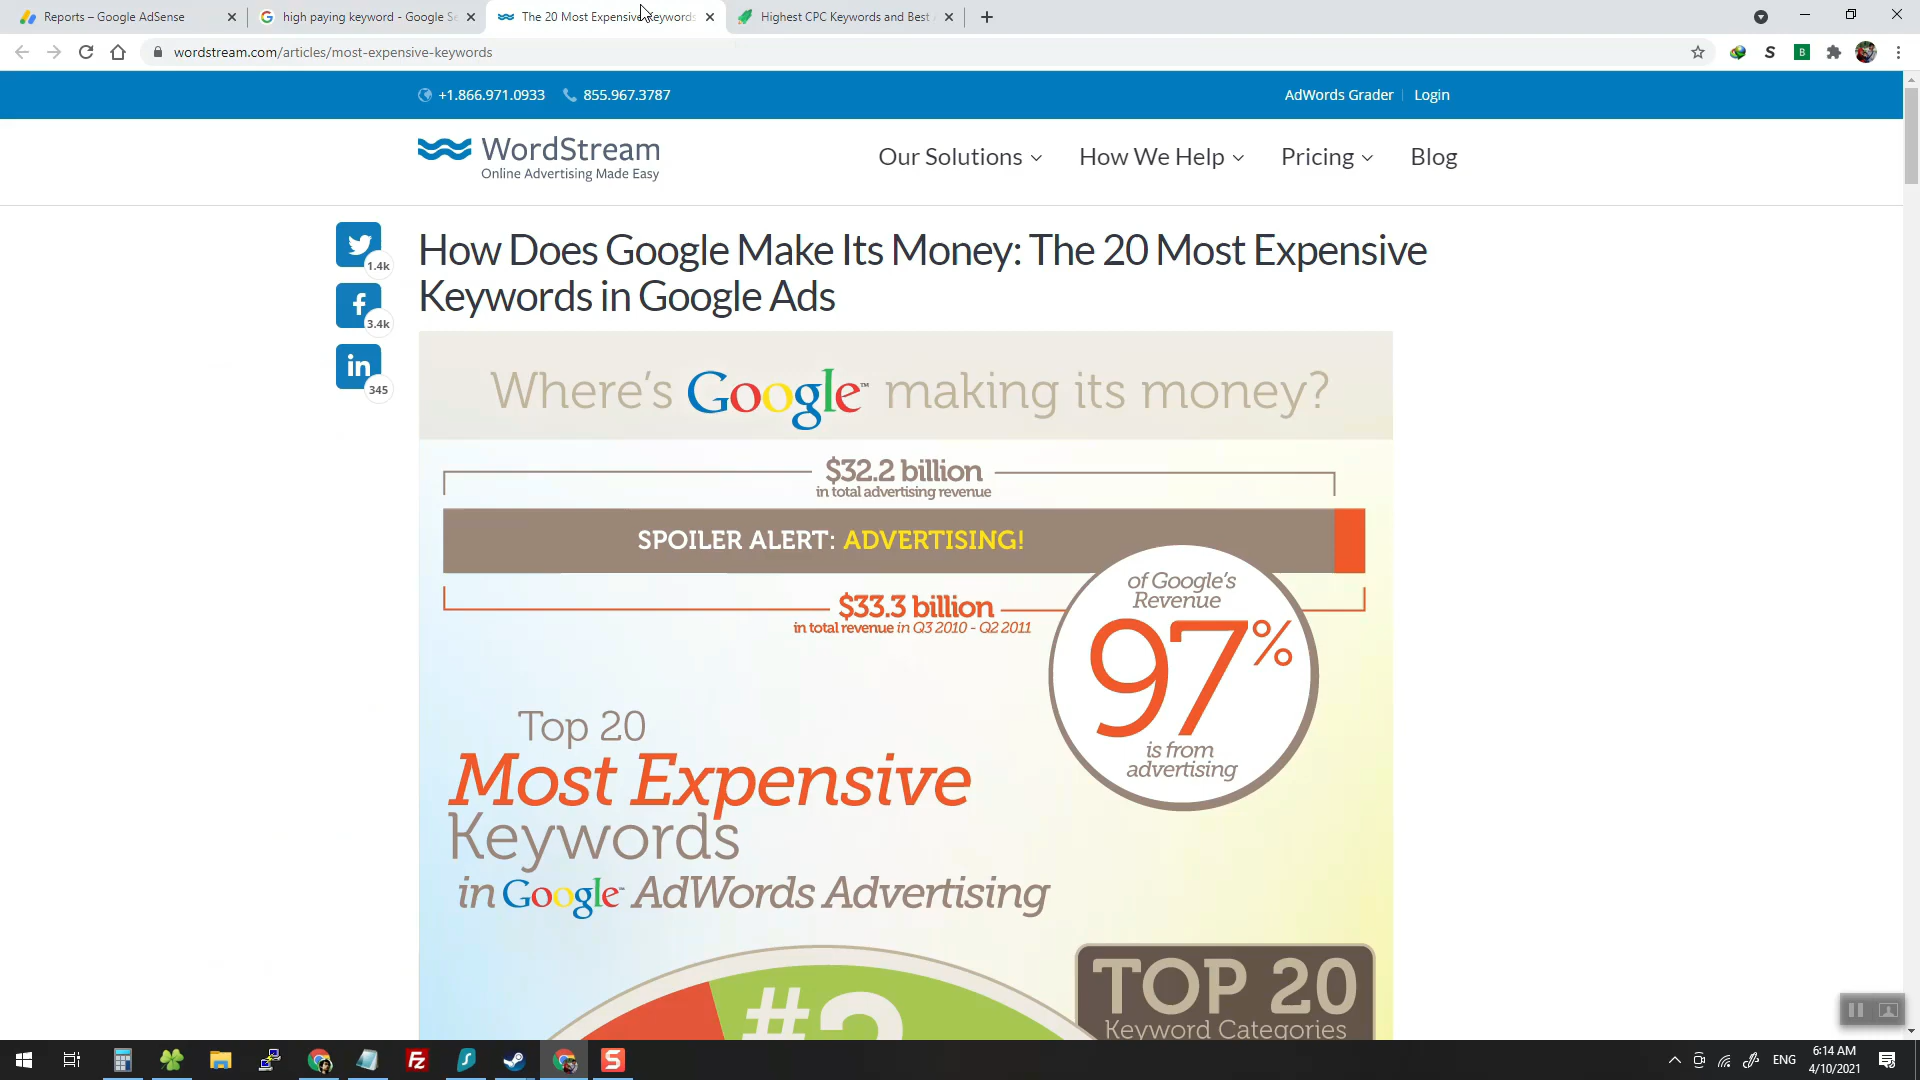 Reports – Google AdSense
high paying keyword - Google Se
The 20 Most Expensive Keywords
Highest CPC Keywords and Best A
wordstream.com/articles/most-expensive-keywords
+1.866.971.0933
855.967.3787
AdWords Grader
Login
WordStream
Online Advertising Made Easy
Our Solutions
How We Help
Pricing
Blog
1.4k
3.4k
345
How Does Google Make Its Money: The 20 Most Expensive
Keywords in Google Ads
Where's Google™ making its money?
$32.2 billion
in total advertising revenue
SPOILER ALERT: ADVERTISING!
$33.3 billion
in total revenue in Q3 2010 - Q2 2011
of Google's
Revenue
97%
is from
advertising
Top 20
Most Expensive
Keywords
in Google™ AdWords Advertising
TOP 20
Keyword Categories
ENG
6:14 AM
4/10/2021